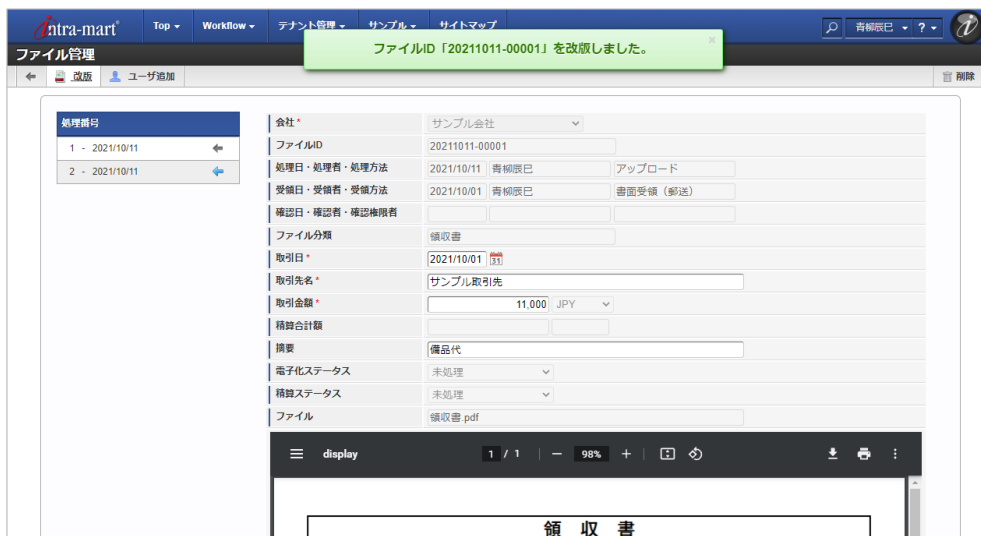 intra-mart® Top Workflow テナント管理 サンプル サイトマップ 青柳辰巳 ?
ファイルID「20211011-00001」を改版しました。 ×
ファイル管理
改版 ユーザ追加 削除
処理番号
1 - 2021/10/11
2 - 2021/10/11
会社* サンプル会社
ファイルID 20211011-00001
処理日・処理者・処理方法 2021/10/11 青柳辰巳 アップロード
受領日・受領者・受領方法 2021/10/01 青柳辰巳 書面受領（郵送）
確認日・確認者・確認権限者
ファイル分類 領収書
取引日* 2021/10/01 31
取引先名* サンプル取引先
取引金額* 11,000 JPY
精算合計額
摘要 備品代
電子化ステータス 未処理
精算ステータス 未処理
ファイル 領収書.pdf
display 1 / 1 98%
領 収 書